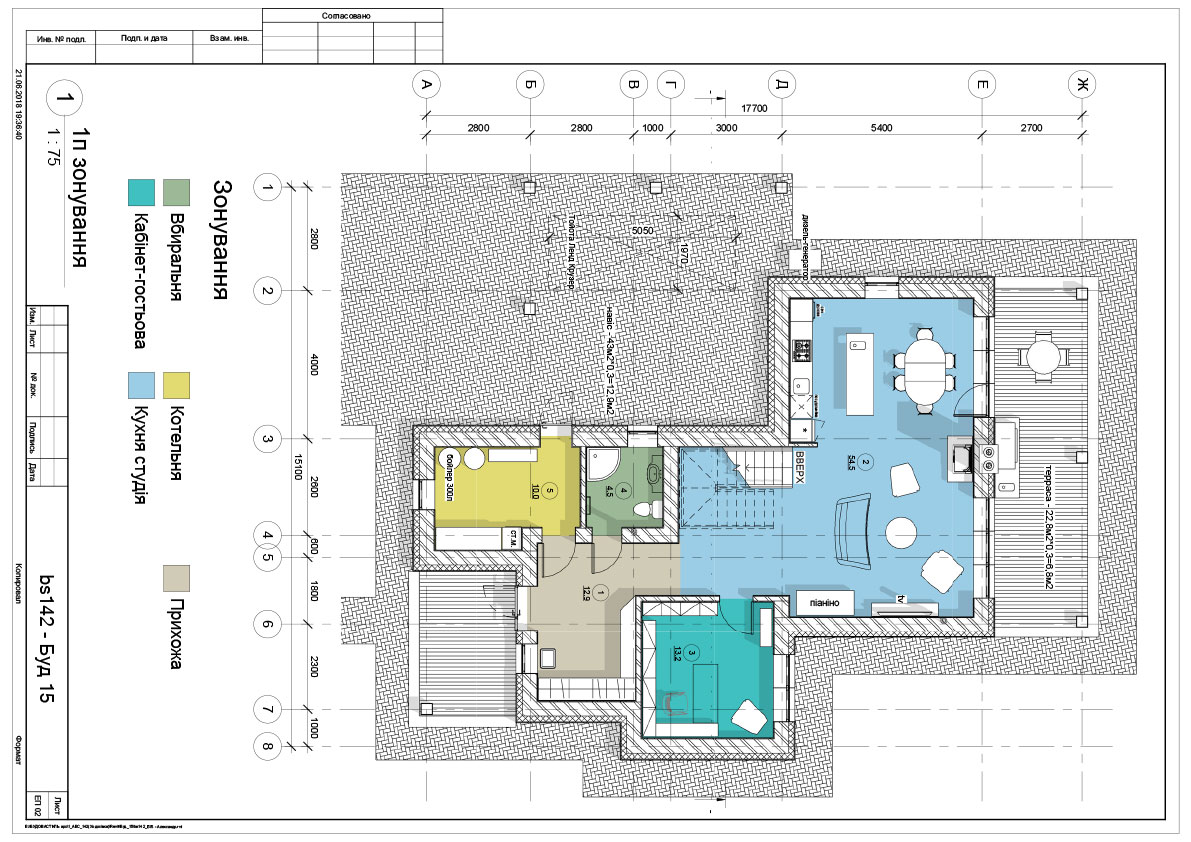 Согласовано
Инв. № подл.
Подп. и дата
Взам. инв.
21.06.2018 19:36:40
1
1п зонування
1 : 75
Зонування
Вбиральня
Кабінет-гостьова
Котельня
Кухня студія
Прихожа
А
Б
В
Г
Д
Е
Ж
17700
2800
2800
1000
3000
5400
2700
1
2
3
4
5
6
7
8
2800
4000
2600
600
1800
2300
1000
15100
Тойота Ленд Крузер
5050
1970
дизель-генератор
навіс - 43м2*0,3=12,9м2
терраса - 22,8м2*0,3=6,8м2
ВВЕРХ
2
54.5
бойлер 300л
5
10.0
4
4.5
СТ.М.
1
12.9
3
13.2
піаніно
tv
Изм.
Лист
№ док.
Подпись
Дата
bs142 - Буд 15
Копировал
Формат
Лист
ЕП 02